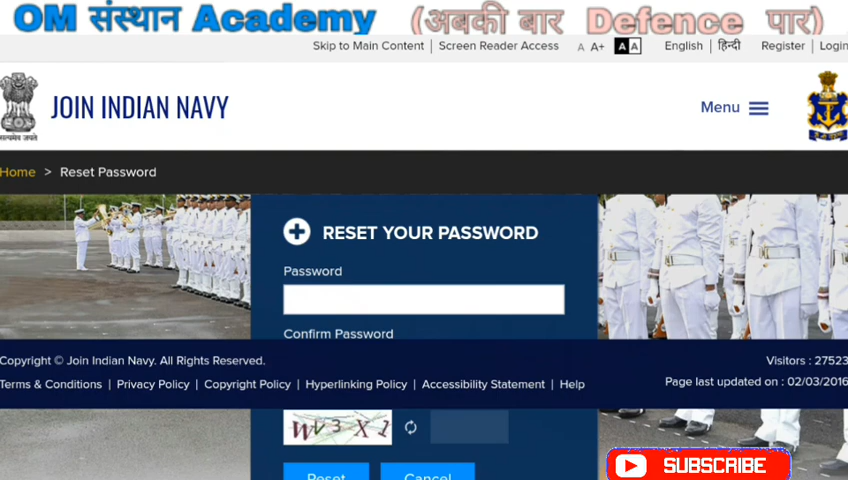 OM संस्थान Academy (अबकी बार Defence पार)
Skip to Main Content | Screen Reader Access A A+ A A English | हिन्दी Register | Login
सत्यमेव जयते
JOIN INDIAN NAVY
Menu
Home > Reset Password
RESET YOUR PASSWORD
Password
Confirm Password
Copyright © Join Indian Navy. All Rights Reserved.
Visitors : 27523
Terms & Conditions | Privacy Policy | Copyright Policy | Hyperlinking Policy | Accessibility Statement | Help
Page last updated on : 02/03/2016
Reset Cancel
SUBSCRIBE